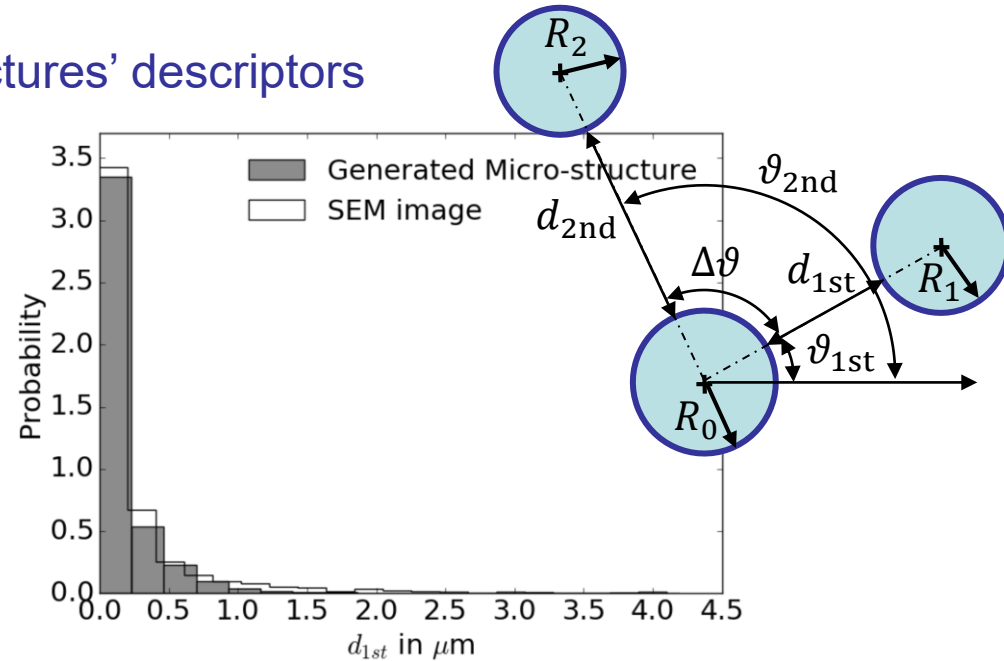 ctures’ descriptors
R₂
ϑ₂nd
d₂nd
Δϑ
d₁st
R₁
ϑ₁st
R₀
Generated Micro-structure
SEM image
Probability
3.5
3.0
2.5
2.0
1.5
1.0
0.5
0.0
0.0 0.5 1.0 1.5 2.0 2.5 3.0 3.5 4.0 4.5
d₁st in μm